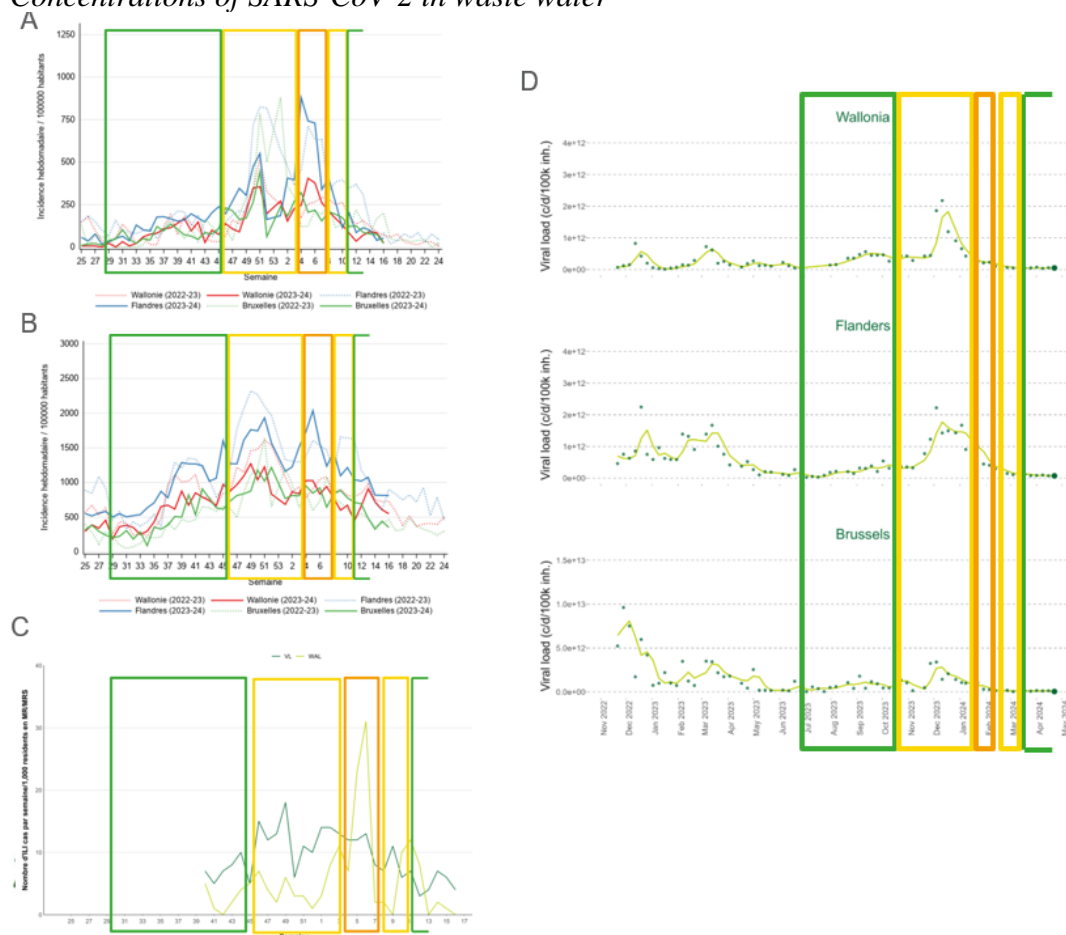 Concentrations of SARS-CoV-2 in waste water
A
1250
1000
750
500
250
0
Incidence hebdomadaire / 100000 habitants
25 27 29 31 33 35 37 39 41 43 45 47 49 51 53 2 4 6 8 10 12 14 16 18 20 22 24
Semaine
Wallonie (2022-23) Wallonie (2023-24) Flandres (2022-23)
Flandres (2023-24) Bruxelles (2022-23) Bruxelles (2023-24)
B
3000
2500
2000
1500
1000
500
0
Incidence hebdomadaire / 100000 habitants
25 27 29 31 33 35 37 39 41 43 45 47 49 51 53 2 4 6 10 12 14 16 18 20 22 24
Semaine
Wallonie (2022-23) Wallonie (2023-24) Flandres (2022-23)
Flandres (2023-24) Bruxelles (2022-23) Bruxelles (2023-24)
C
VL WAL
40
30
20
10
0
Nombre d'ILI cas par semaine/1,000 residents en MR/MRS
25 27 29 31 33 35 37 39 41 43 45 47 49 51 1 3 5 7 9 11 13 15 17
D
Wallonia
4e+12
3e+12
2e+12
1e+12
0e+00
Viral load (c/d/100k inh.)
Flanders
4e+12
3e+12
2e+12
1e+12
0e+00
Viral load (c/d/100k inh.)
Brussels
1.5e+13
1.0e+13
5.0e+12
0.0e+00
Viral load (c/d/100k inh.)
Nov 2022 Dec 2022 Jan 2023 Feb 2023 Mar 2023 Apr 2023 May 2023 Jun 2023 Jul 2023 Aug 2023 Sep 2023 Oct 2023 Nov 2023 Dec 2023 Jan 2024 Feb 2024 Mar 2024 Apr 2024